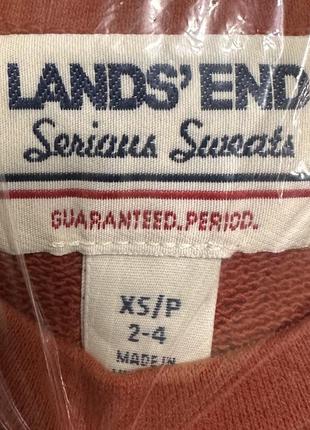 LANDS' END
Serious Sweats
GUARANTEED. PERIOD.
XS/P
2-4
MADE IN